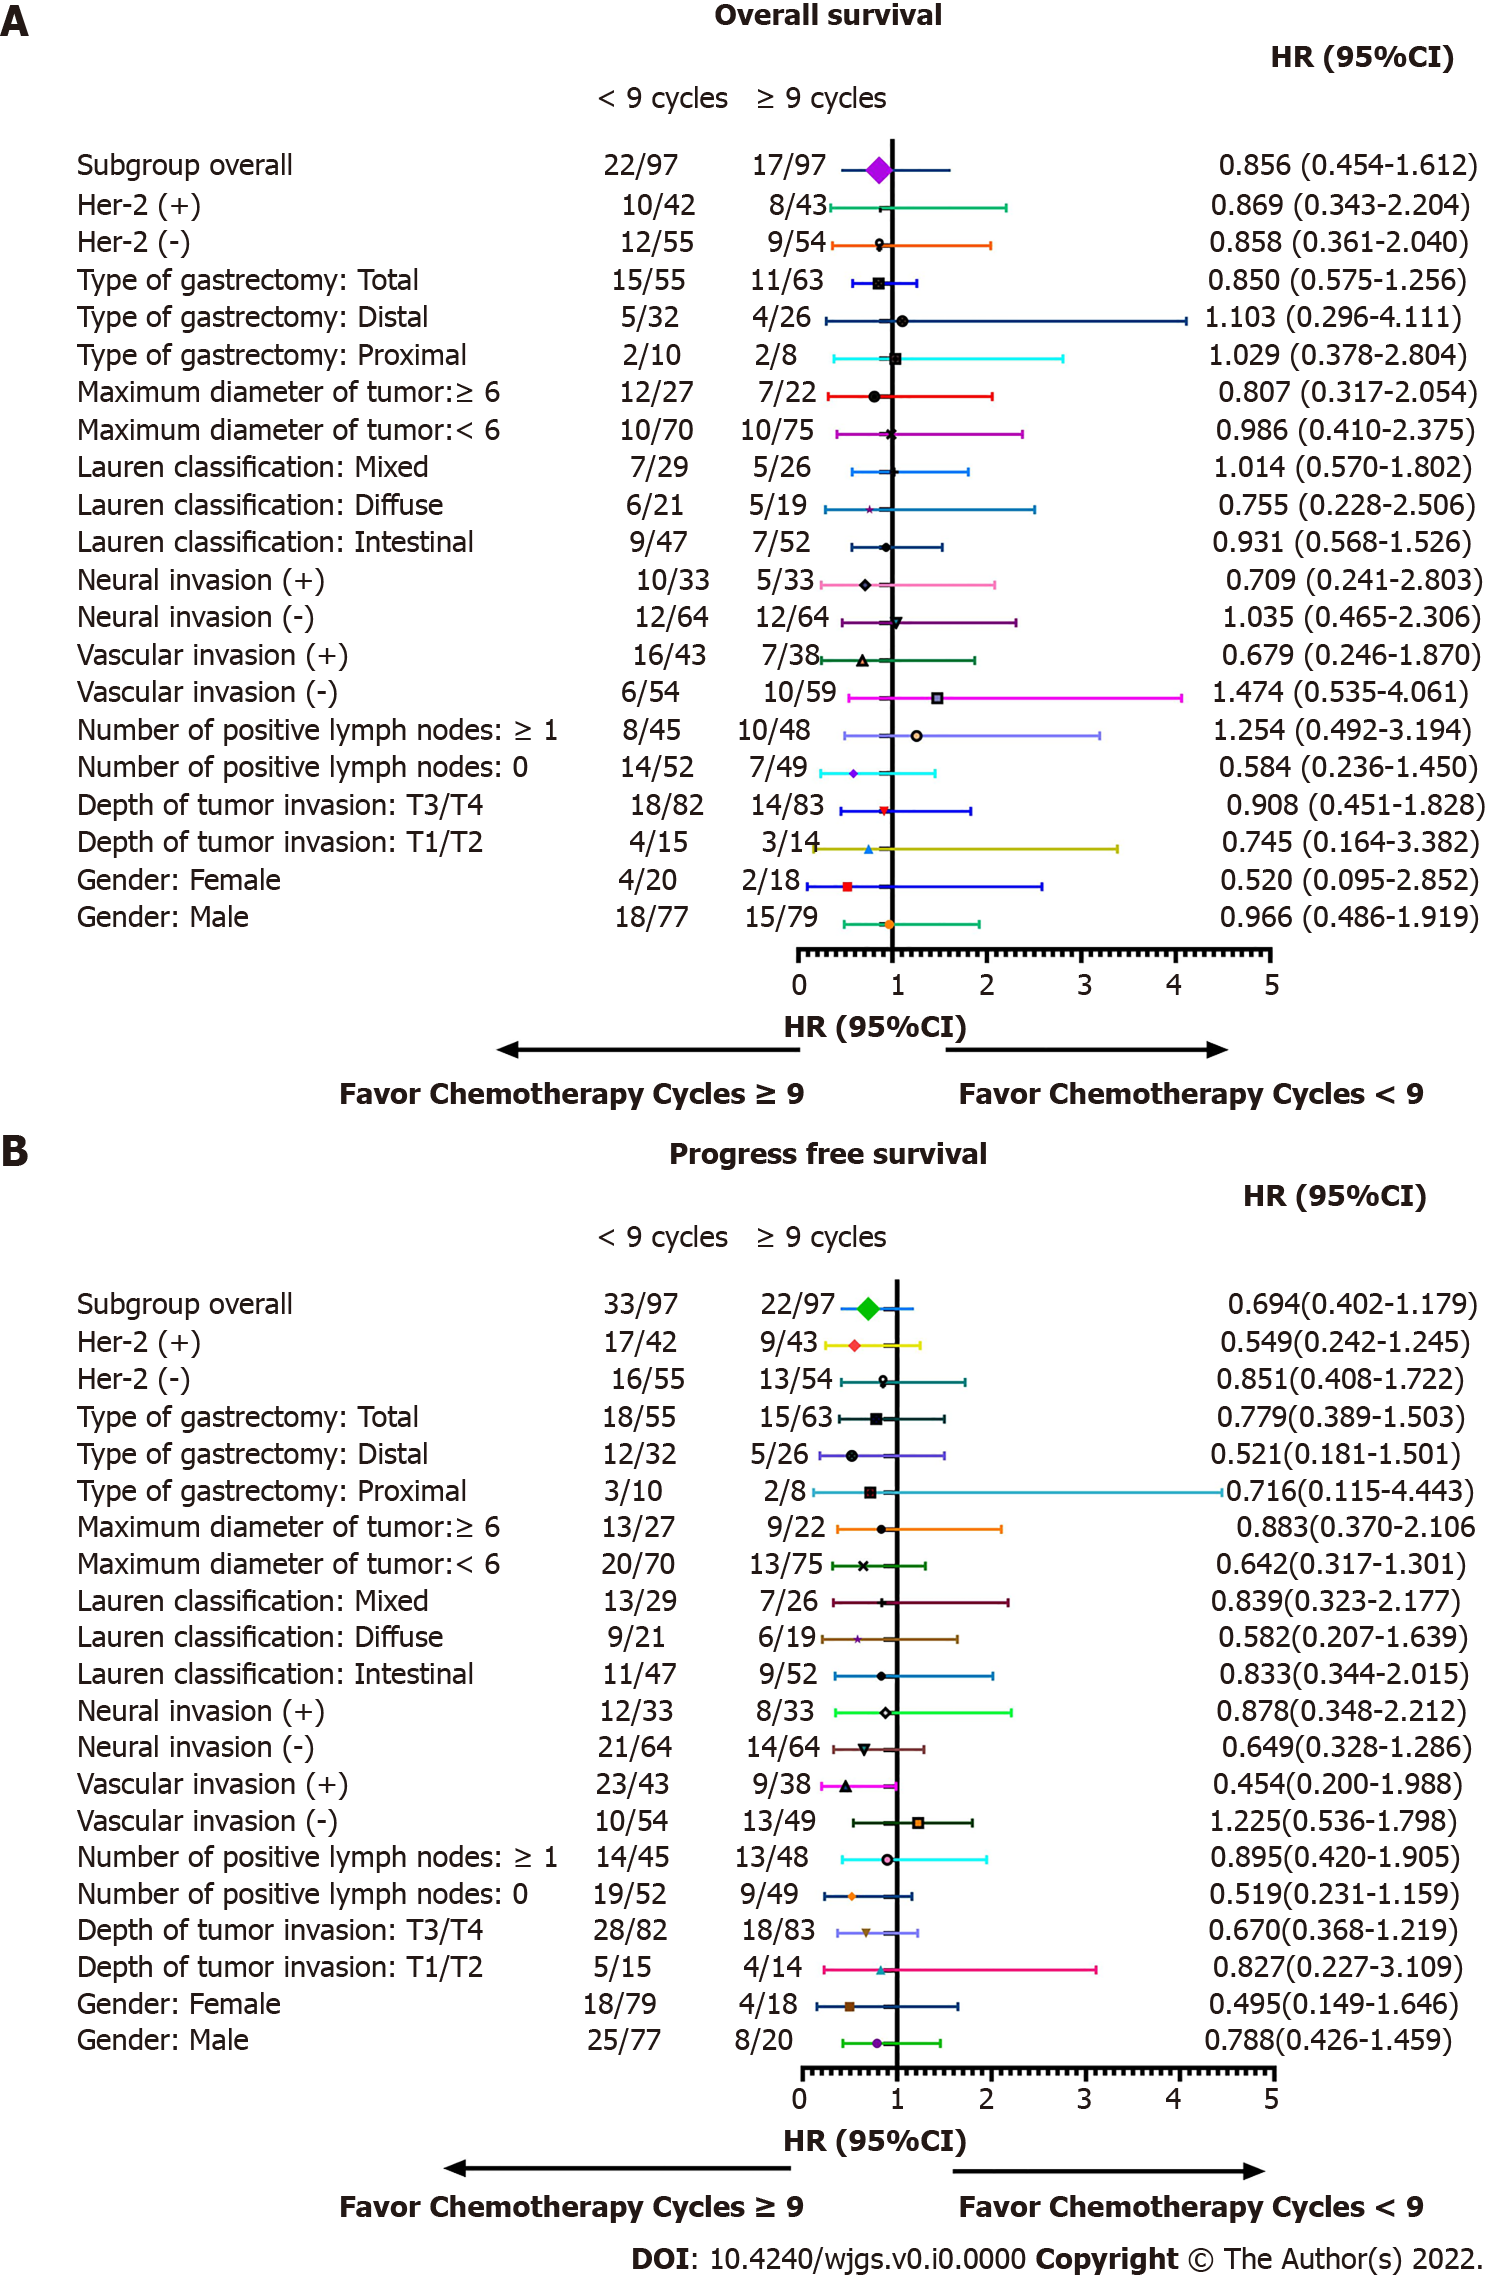 A
Overall survival
HR (95%CI)
< 9 cycles ≥ 9 cycles
Subgroup overall 22/97 17/97 0.856 (0.454-1.612)
Her-2 (+) 10/42 8/43 0.869 (0.343-2.204)
Her-2 (-) 12/55 9/54 0.858 (0.361-2.040)
Type of gastrectomy: Total 15/55 11/63 0.850 (0.575-1.256)
Type of gastrectomy: Distal 5/32 4/26 1.103 (0.296-4.111)
Type of gastrectomy: Proximal 2/10 2/8 1.029 (0.378-2.804)
Maximum diameter of tumor:≥ 6 12/27 7/22 0.807 (0.317-2.054)
Maximum diameter of tumor:< 6 10/70 10/75 0.986 (0.410-2.375)
Lauren classification: Mixed 7/29 5/26 1.014 (0.570-1.802)
Lauren classification: Diffuse 6/21 5/19 0.755 (0.228-2.506)
Lauren classification: Intestinal 9/47 7/52 0.931 (0.568-1.526)
Neural invasion (+) 10/33 5/33 0.709 (0.241-2.803)
Neural invasion (-) 12/64 12/64 1.035 (0.465-2.306)
Vascular invasion (+) 16/43 7/38 0.679 (0.246-1.870)
Vascular invasion (-) 6/54 10/59 1.474 (0.535-4.061)
Number of positive lymph nodes: ≥ 1 8/45 10/48 1.254 (0.492-3.194)
Number of positive lymph nodes: 0 14/52 7/49 0.584 (0.236-1.450)
Depth of tumor invasion: T3/T4 18/82 14/83 0.908 (0.451-1.828)
Depth of tumor invasion: T1/T2 4/15 3/14 0.745 (0.164-3.382)
Gender: Female 4/20 2/18 0.520 (0.095-2.852)
Gender: Male 18/77 15/79 0.966 (0.486-1.919)
0 1 2 3 4 5
HR (95%CI)
Favor Chemotherapy Cycles ≥ 9 Favor Chemotherapy Cycles < 9
B
Progress free survival
HR (95%CI)
< 9 cycles ≥ 9 cycles
Subgroup overall 33/97 22/97 0.694(0.402-1.179)
Her-2 (+) 17/42 9/43 0.549(0.242-1.245)
Her-2 (-) 16/55 13/54 0.851(0.408-1.722)
Type of gastrectomy: Total 18/55 15/63 0.779(0.389-1.503)
Type of gastrectomy: Distal 12/32 5/26 0.521(0.181-1.501)
Type of gastrectomy: Proximal 3/10 2/8 0.716(0.115-4.443)
Maximum diameter of tumor:≥ 6 13/27 9/22 0.883(0.370-2.106
Maximum diameter of tumor:< 6 20/70 13/75 0.642(0.317-1.301)
Lauren classification: Mixed 13/29 7/26 0.839(0.323-2.177)
Lauren classification: Diffuse 9/21 6/19 0.582(0.207-1.639)
Lauren classification: Intestinal 11/47 9/52 0.833(0.344-2.015)
Neural invasion (+) 12/33 8/33 0.878(0.348-2.212)
Neural invasion (-) 21/64 14/64 0.649(0.328-1.286)
Vascular invasion (+) 23/43 9/38 0.454(0.200-1.988)
Vascular invasion (-) 10/54 13/49 1.225(0.536-1.798)
Number of positive lymph nodes: ≥ 1 14/45 13/48 0.895(0.420-1.905)
Number of positive lymph nodes: 0 19/52 9/49 0.519(0.231-1.159)
Depth of tumor invasion: T3/T4 28/82 18/83 0.670(0.368-1.219)
Depth of tumor invasion: T1/T2 5/15 4/14 0.827(0.227-3.109)
Gender: Female 18/79 4/18 0.495(0.149-1.646)
Gender: Male 25/77 8/20 0.788(0.426-1.459)
0 1 2 3 4 5
HR (95%CI)
Favor Chemotherapy Cycles ≥ 9 Favor Chemotherapy Cycles < 9
DOI: 10.4240/wjgs.v0.i0.0000 Copyright © The Author(s) 2022.